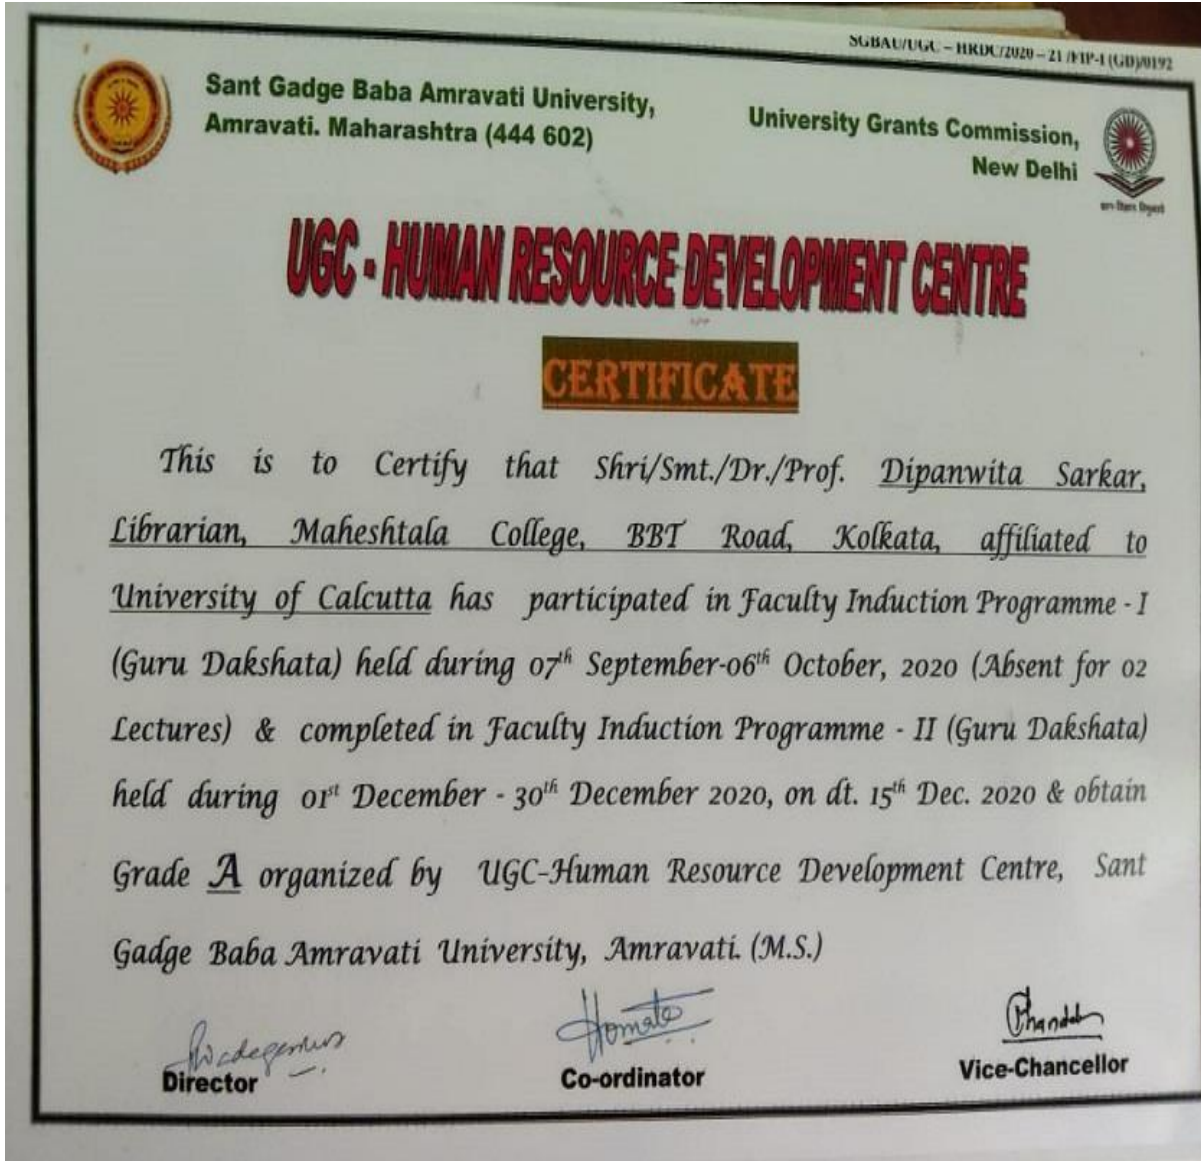 SGBAU/UGC – HRDC/2020 – 21 /FIP-I (GD)/0192
Sant Gadge Baba Amravati University,
Amravati. Maharashtra (444 602)
University Grants Commission,
New Delhi
UGC - HUMAN RESOURCE DEVELOPMENT CENTRE
CERTIFICATE
This is to Certify that Shri/Smt./Dr./Prof. Dipanwita Sarkar,
Librarian, Maheshtala College, BBT Road, Kolkata, affiliated to
University of Calcutta has participated in Faculty Induction Programme - I
(Guru Dakshata) held during 07th September-06th October, 2020 (Absent for 02
Lectures) & completed in Faculty Induction Programme - II (Guru Dakshata)
held during 01st December - 30th December 2020, on dt. 15th Dec. 2020 & obtain
Grade A organized by UGC-Human Resource Development Centre, Sant
Gadge Baba Amravati University, Amravati. (M.S.)
Director
Co-ordinator
Vice-Chancellor